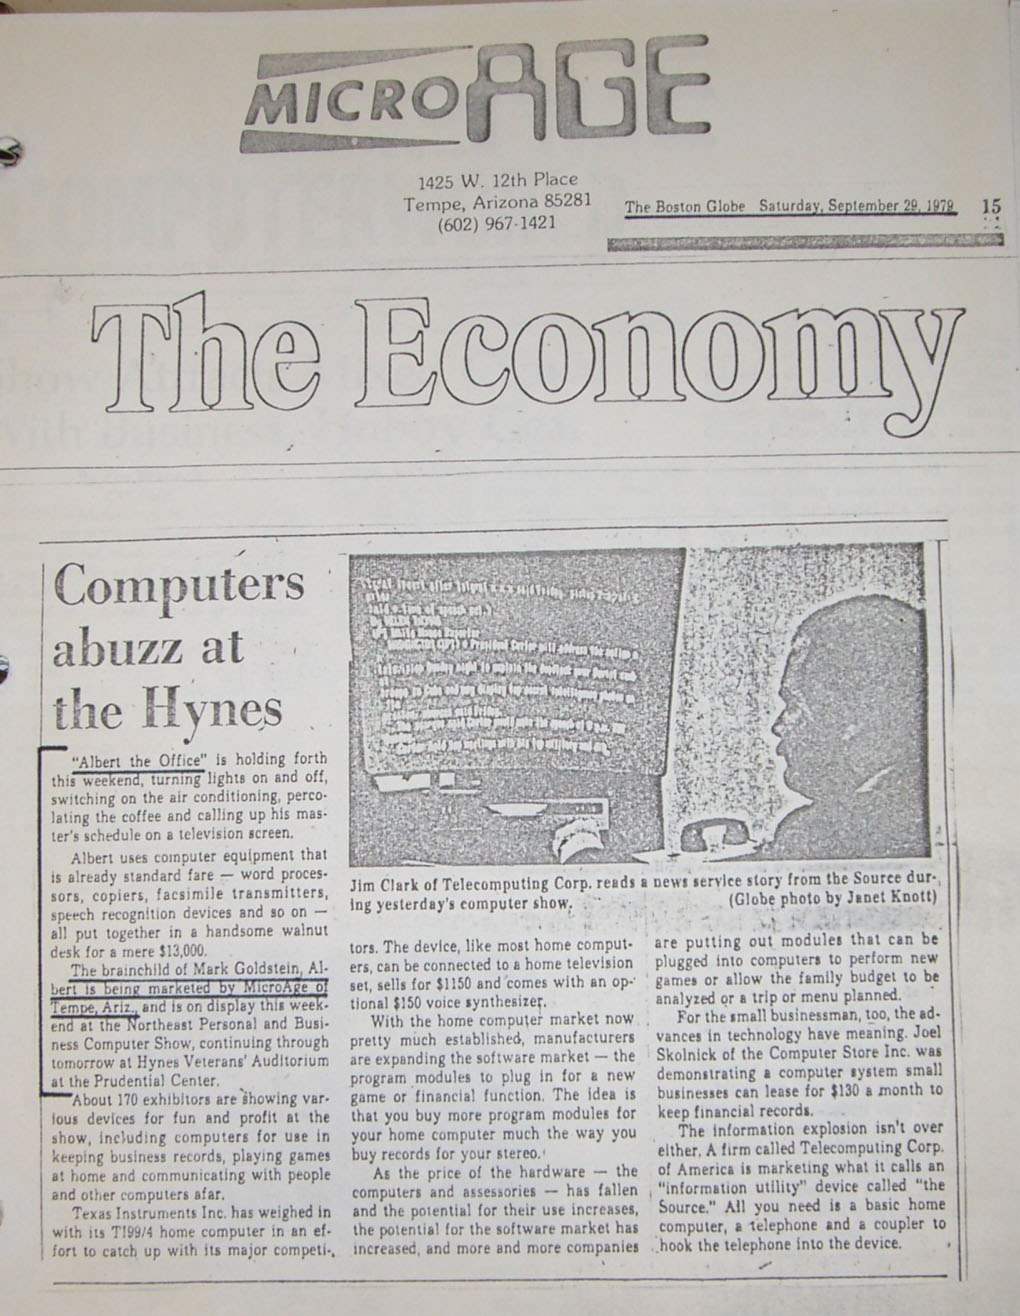 MICROAGE
1425 W. 12th Place
Tempe, Arizona 85281
(602) 967-1421
The Boston Globe Saturday, September 29, 1979 15
The Economy
Computers
abuzz at
the Hynes
"Albert the Office" is holding forth
this weekend, turning lights on and off,
switching on the air conditioning, perco-
lating the coffee and calling up his mas-
ter's schedule on a television screen.
Albert uses computer equipment that
is already standard fare — word proces-
sors, copiers, facsimile transmitters,
speech recognition devices and so on —
all put together in a handsome walnut
desk for a mere $13,000.
The brainchild of Mark Goldstein, Al-
bert is being marketed by MicroAge of
Tempe, Ariz., and is on display this week-
end at the Northeast Personal and Busi-
ness Computer Show, continuing through
tomorrow at Hynes Veterans' Auditorium
at the Prudential Center.
About 170 exhibitors are showing var-
ious devices for fun and profit at the
show, including computers for use in
keeping business records, playing games
at home and communicating with people
and other computers afar.
Texas Instruments Inc. has weighed in
with its TI99/4 home computer in an ef-
fort to catch up with its major competi-
Jim Clark of Telecomputing Corp. reads a news service story from the Source dur-
ing yesterday's computer show. (Globe photo by Janet Knott)
tors. The device, like most home comput-
ers, can be connected to a home television
set, sells for $1150 and comes with an op-
tional $150 voice synthesizer.
With the home computer market now
pretty much established, manufacturers
are expanding the software market — the
program modules to plug in for a new
game or financial function. The idea is
that you buy more program modules for
your home computer much the way you
buy records for your stereo.
As the price of the hardware — the
computers and assessories — has fallen
and the potential for their use increases,
the potential for the software market has
increased, and more and more companies
are putting out modules that can be
plugged into computers to perform new
games or allow the family budget to be
analyzed or a trip or menu planned.
For the small businessman, too, the ad-
vances in technology have meaning. Joel
Skolnick of the Computer Store Inc. was
demonstrating a computer system small
businesses can lease for $130 a month to
keep financial records.
The information explosion isn't over
either. A firm called Telecomputing Corp.
of America is marketing what it calls an
"information utility" device called "the
Source." All you need is a basic home
computer, a telephone and a coupler to
hook the telephone into the device.